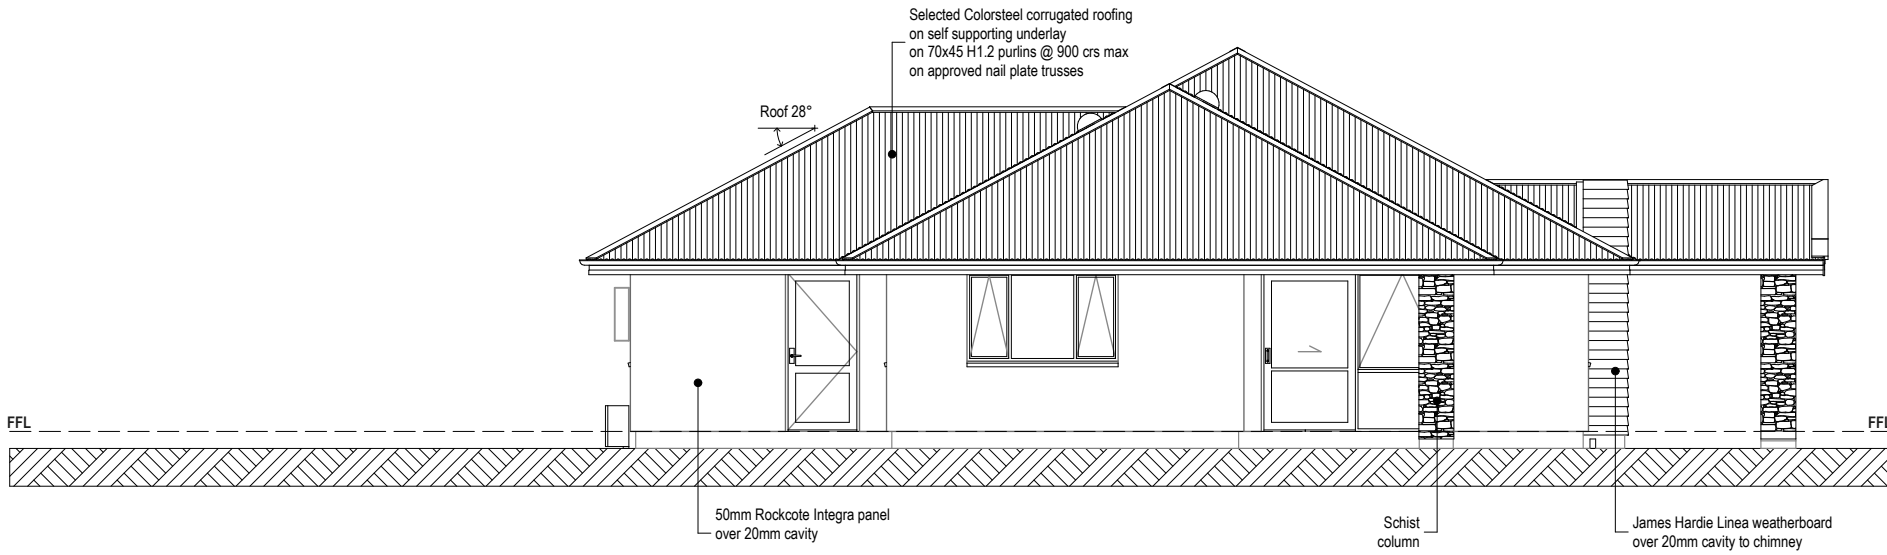 Selected Colorsteel corrugated roofing
on self supporting underlay
on 70x45 H1.2 purlins @ 900 crs max
on approved nail plate trusses
Roof 28°
FFL
FFL
50mm Rockcote Integra panel
over 20mm cavity
Schist
column
James Hardie Linea weatherboard
over 20mm cavity to chimney